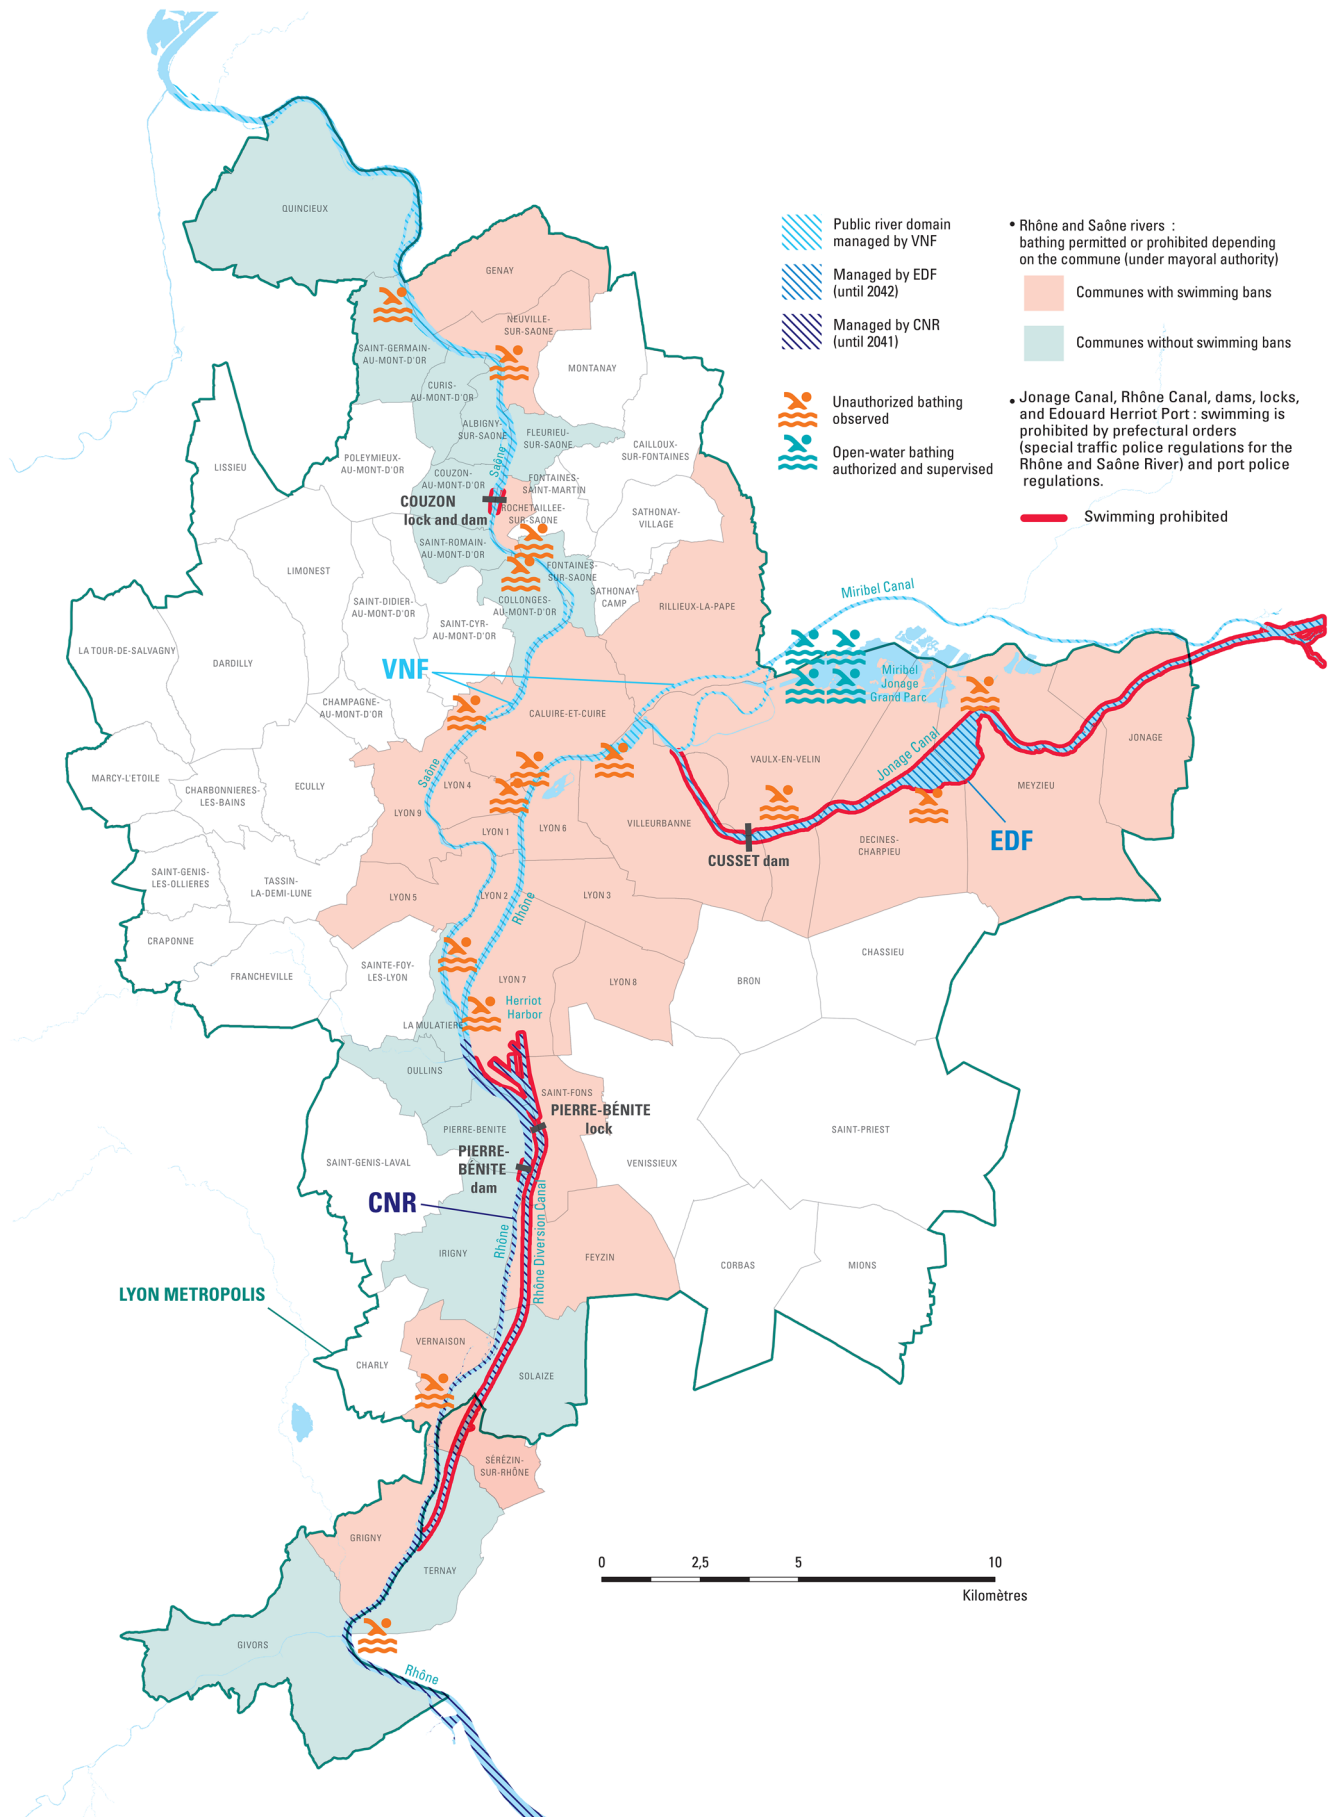 Public river domain
managed by VNF
Managed by EDF
(until 2042)
Managed by CNR
(until 2041)
Unauthorized bathing
observed
Open-water bathing
authorized and supervised
• Rhône and Saône rivers :
bathing permitted or prohibited depending
on the commune (under mayoral authority)
Communes with swimming bans
Communes without swimming bans
• Jonage Canal, Rhône Canal, dams, locks,
and Edouard Herriot Port : swimming is
prohibited by prefectural orders
(special traffic police regulations for the
Rhône and Saône River) and port police
regulations.
Swimming prohibited
QUINCIEUX
GENAY
NEUVILLE-
SUR-SAONE
SAINT-GERMAIN-
AU-MONT-D'OR
MONTANAY
CURIS-
AU-MONT-D'OR
ALBIGNY-
SUR-SAONE
FLEURIEU-
SUR-SAONE
CAILLOUX-
SUR-FONTAINES
LISSIEU
POLEYMIEUX-
AU-MONT-D'OR
Saône
COUZON-
AU-MONT-D'OR
FONTAINES-
SAINT-MARTIN
COUZON
lock and dam
ROCHETAILLEE-
SUR-SAONE
SATHONAY-
VILLAGE
SAINT-ROMAIN-
AU-MONT-D'OR
LIMONEST
FONTAINES-
SUR-SAONE
SATHONAY-
CAMP
COLLONGES-
AU-MONT-D'OR
RILLIEUX-LA-PAPE
SAINT-DIDIER-
AU-MONT-D'OR
SAINT-CYR-
AU-MONT-D'OR
Miribel Canal
LA TOUR-DE-SALVAGNY
DARDILLY
VNF
Miribel
Jonage
Grand Parc
CHAMPAGNE-
AU-MONT-D'OR
CALUIRE-ET-CUIRE
JONAGE
Jonage Canal
VAULX-EN-VELIN
MEYZIEU
MARCY-L'ETOILE
CHARBONNIERES-
LES-BAINS
ECULLY
Saône
LYON 4
LYON 9
LYON 1
LYON 6
VILLEURBANNE
DECINES-
CHARPIEU
EDF
CUSSET dam
SAINT-GENIS-
LES-OLLIERES
TASSIN-
LA-DEMI-LUNE
LYON 5
LYON 2
Rhône
LYON 3
CRAPONNE
FRANCHEVILLE
SAINTE-FOY-
LES-LYON
LYON 7
LYON 8
BRON
CHASSIEU
Herriot
Harbor
LA MULATIERE
OULLINS
SAINT-FONS
PIERRE-BÉNITE
lock
PIERRE-BENITE
PIERRE-
BÉNITE
dam
SAINT-GENIS-LAVAL
VENISSIEUX
SAINT-PRIEST
CNR
Rhône
Rhône Diversion Canal
IRIGNY
FEYZIN
CORBAS
MIONS
LYON METROPOLIS
VERNAISON
CHARLY
SOLAIZE
SÉRÉZIN-
SUR-RHÔNE
GRIGNY
TERNAY
GIVORS
Rhône
0 2,5 5 10
Kilomètres